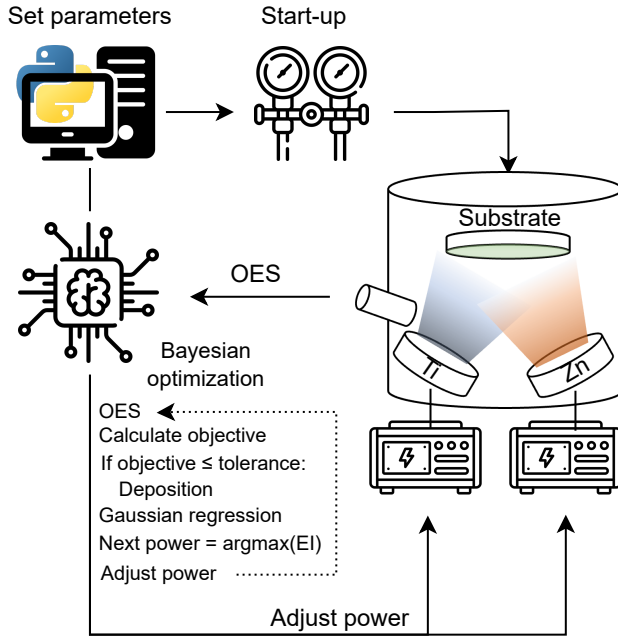 Set parameters
Start-up
Substrate
OES
Ti
Zn
Bayesian
optimization
OES
Calculate objective
If objective ≤ tolerance:
Deposition
Gaussian regression
Next power = argmax(EI)
Adjust power
Adjust power